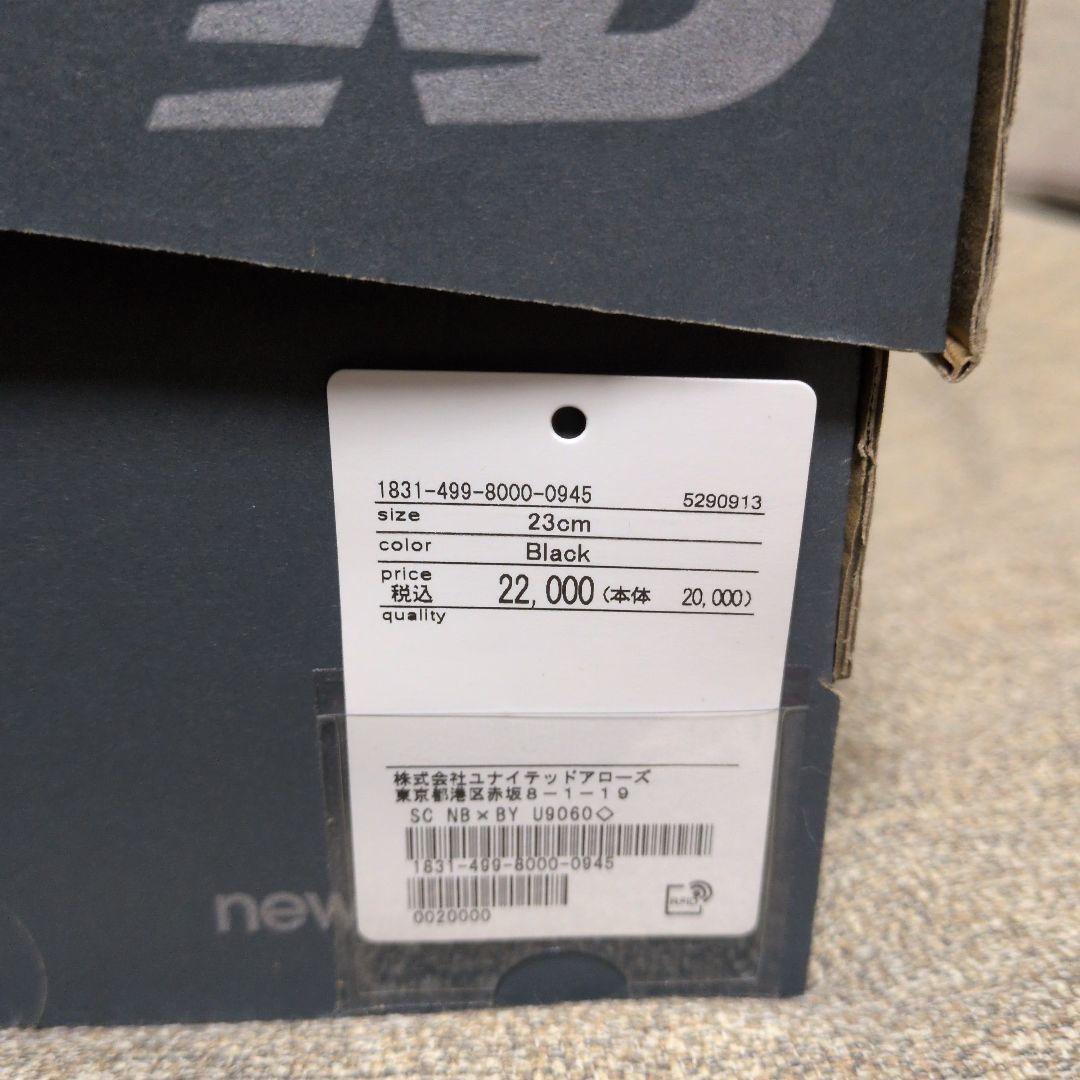 1831-499-8000-0945 5290913
size 23cm
color Black
price
税込 22,000 (本体 20,000)
quality
株式会社ユナイテッドアローズ
東京都港区赤坂8-1-19
SC NB×BY U9060◇
1831-499-8000-0945
0020000
RFID
new